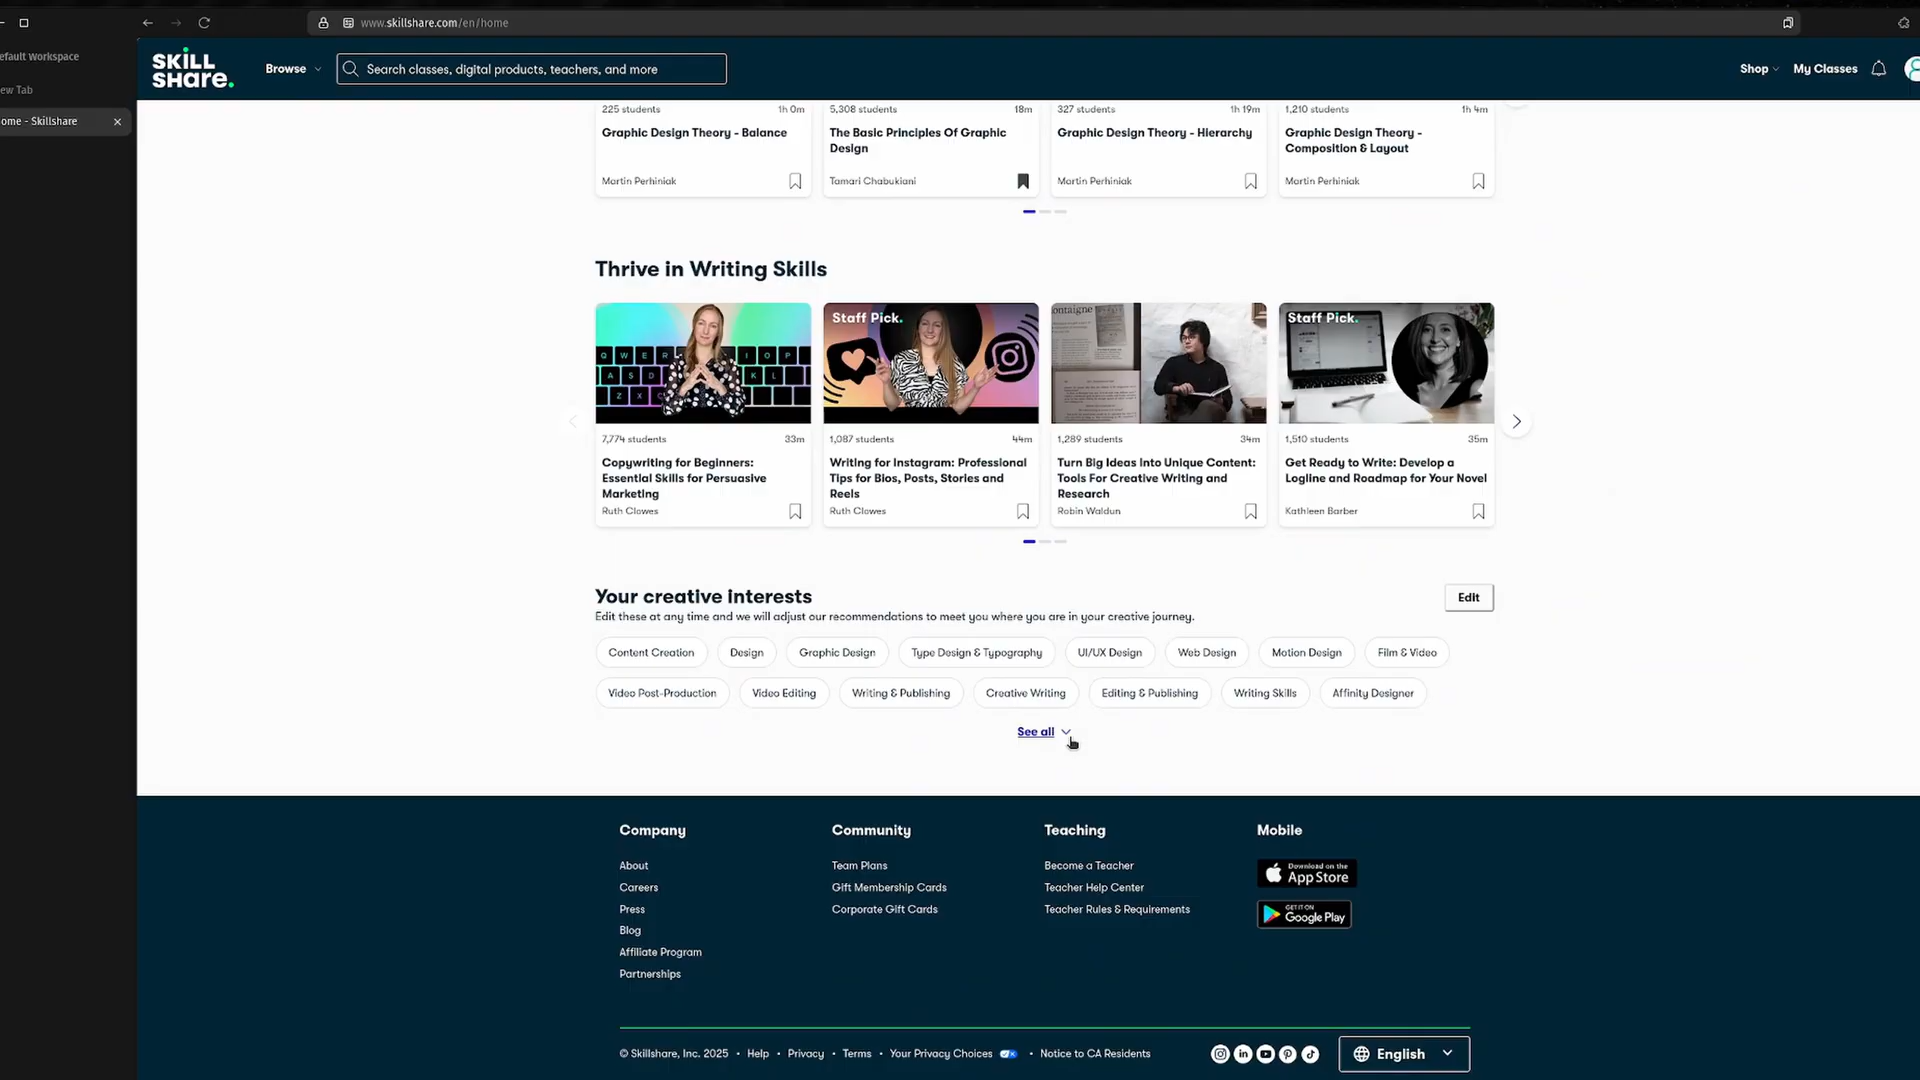 www.skillshare.com/en/home
efault Workspace
ew Tab
ome - Skillshare
SKILL
SHARE.
Browse
Search classes, digital products, teachers, and more
Shop
My Classes
225 students 1h 0m
Graphic Design Theory - Balance
Martin Perhiniak
5,308 students 18m
The Basic Principles Of Graphic
Design
Tamari Chabukiani
327 students 1h 19m
Graphic Design Theory - Hierarchy
Martin Perhiniak
1,210 students 1h 4m
Graphic Design Theory -
Composition & Layout
Martin Perhiniak
Thrive in Writing Skills
Q W E R I O P
A S D K L
Z X
7,774 students 33m
Copywriting for Beginners:
Essential Skills for Persuasive
Marketing
Ruth Clowes
Staff Pick.
1,087 students 44m
Writing for Instagram: Professional
Tips for Bios, Posts, Stories and
Reels
Ruth Clowes
ontaigne
1,289 students 34m
Turn Big Ideas Into Unique Content:
Tools For Creative Writing and
Research
Robin Waldun
Staff Pick.
1,510 students 35m
Get Ready to Write: Develop a
Logline and Roadmap for Your Novel
Kathleen Barber
Your creative interests
Edit
Edit these at any time and we will adjust our recommendations to meet you where you are in your creative journey.
Content Creation Design Graphic Design Type Design & Typography UI/UX Design Web Design Motion Design Film & Video
Video Post-Production Video Editing Writing & Publishing Creative Writing Editing & Publishing Writing Skills Affinity Designer
See all
Company
About
Careers
Press
Blog
Affiliate Program
Partnerships
Community
Team Plans
Gift Membership Cards
Corporate Gift Cards
Teaching
Become a Teacher
Teacher Help Center
Teacher Rules & Requirements
Mobile
Download on the
App Store
GET IT ON
Google Play
© Skillshare, Inc. 2025 • Help • Privacy • Terms • Your Privacy Choices • Notice to CA Residents
English